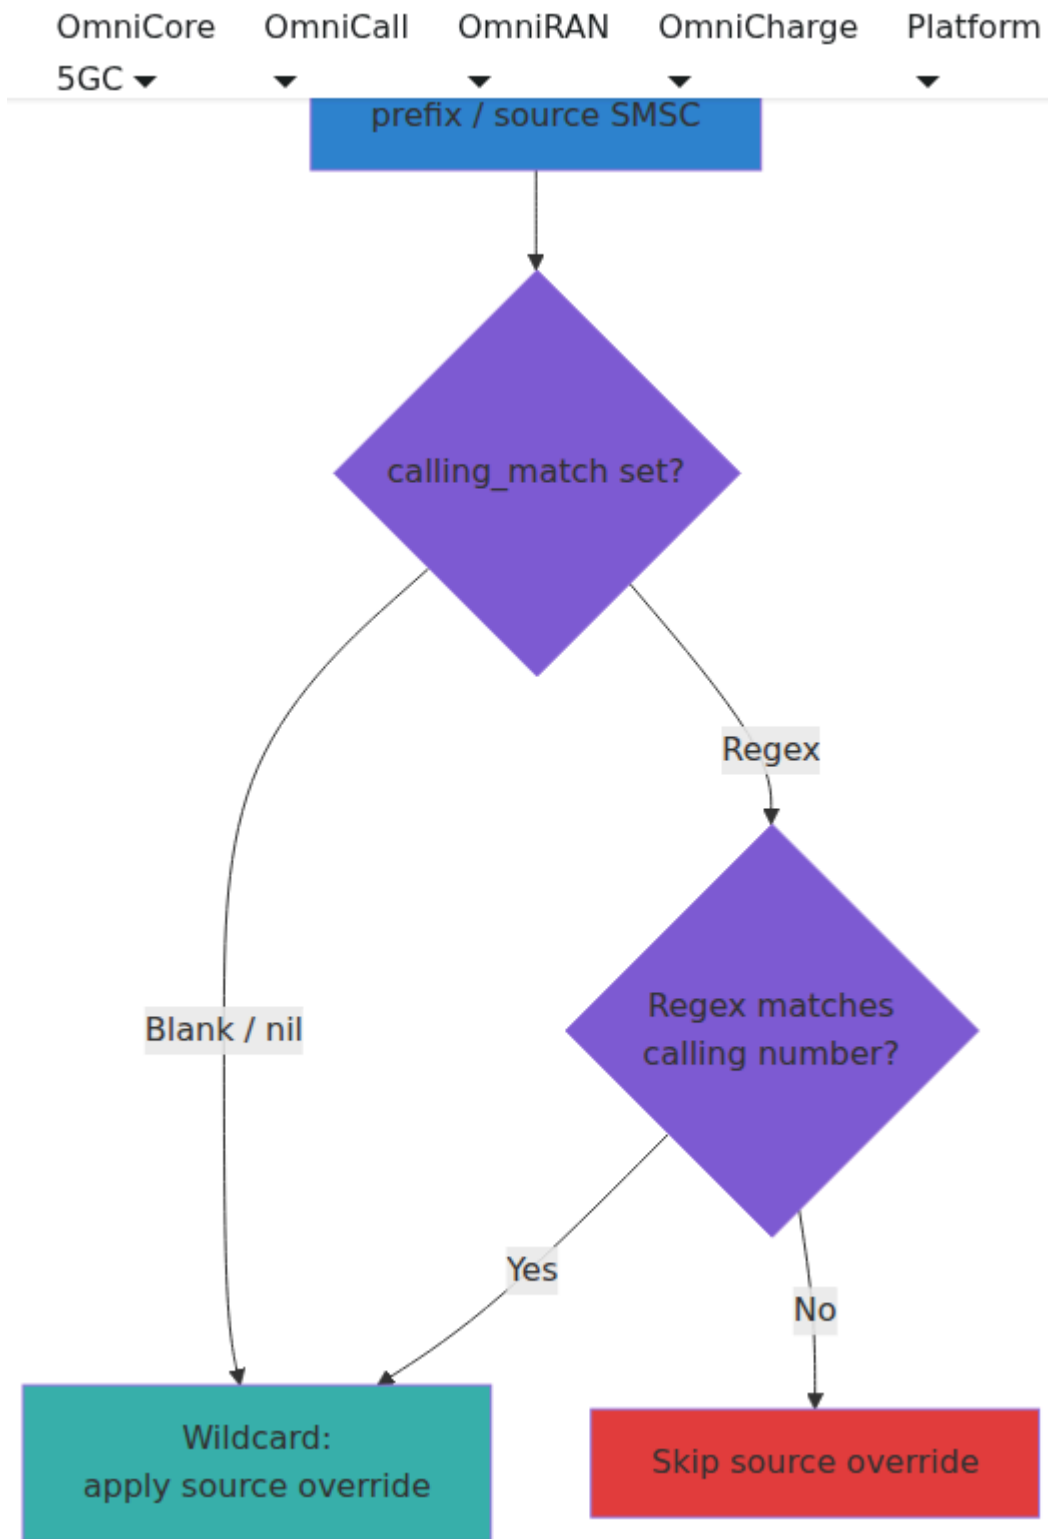 OmniCore
5GC
OmniCall
OmniRAN
OmniCharge
Platform
prefix / source SMSC
calling_match set?
Regex
Regex matches
calling number?
Blank / nil
Yes
No
Wildcard:
apply source override
Skip source override